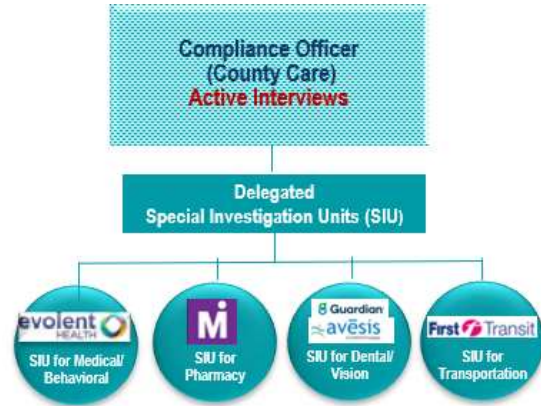 Compliance Officer
(County Care)
Active Interviews
Delegated
Special Investigation Units (SIU)
evolent
HEALTH
SIU for Medical/
Behavioral
MI
SIU for
Pharmacy
Guardian
avēsis
SIU for Dental/
Vision
First Transit
SIU for
Transportation